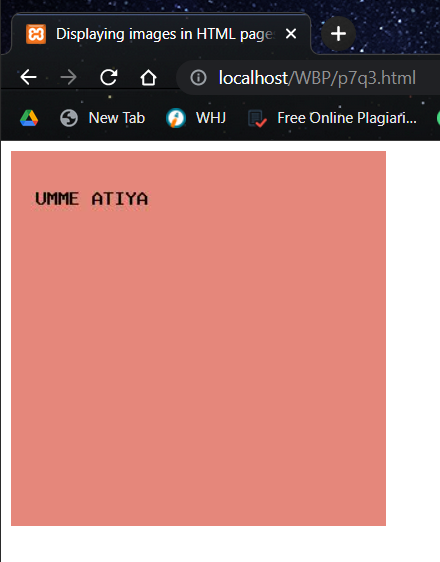 Displaying images in HTML page
localhost/WBP/p7q3.html
New Tab
WHJ
Free Online Plagiari...
UMME ATIYA